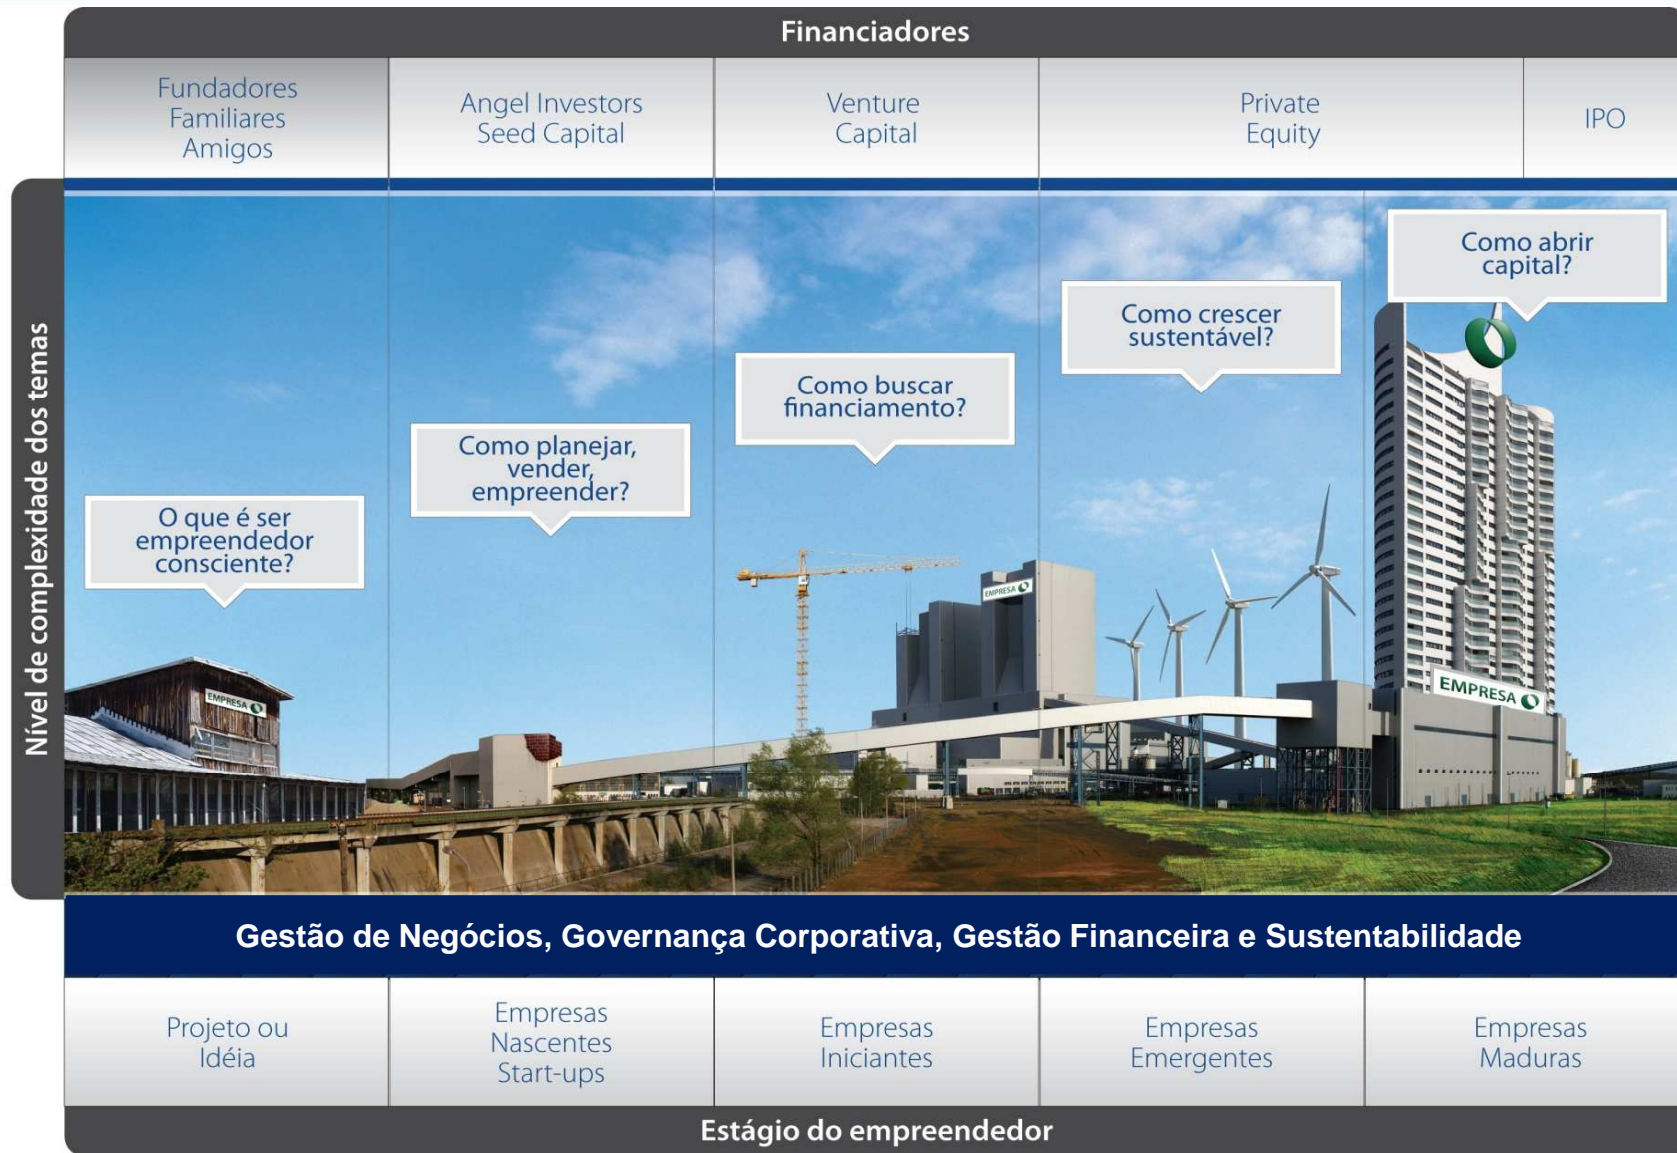 Financiadores
Fundadores
Familiares
Amigos
Angel Investors
Seed Capital
Venture
Capital
Private
Equity
IPO
Nível de complexidade dos temas
O que é ser
empreendedor
consciente?
Como planejar,
vender,
empreender?
Como buscar
financiamento?
Como crescer
sustentável?
Como abrir
capital?
EMPRESA
EMPRESA
EMPRESA
Gestão de Negócios, Governança Corporativa, Gestão Financeira e Sustentabilidade
Projeto ou
Idéia
Empresas
Nascentes
Start-ups
Empresas
Iniciantes
Empresas
Emergentes
Empresas
Maduras
Estágio do empreendedor